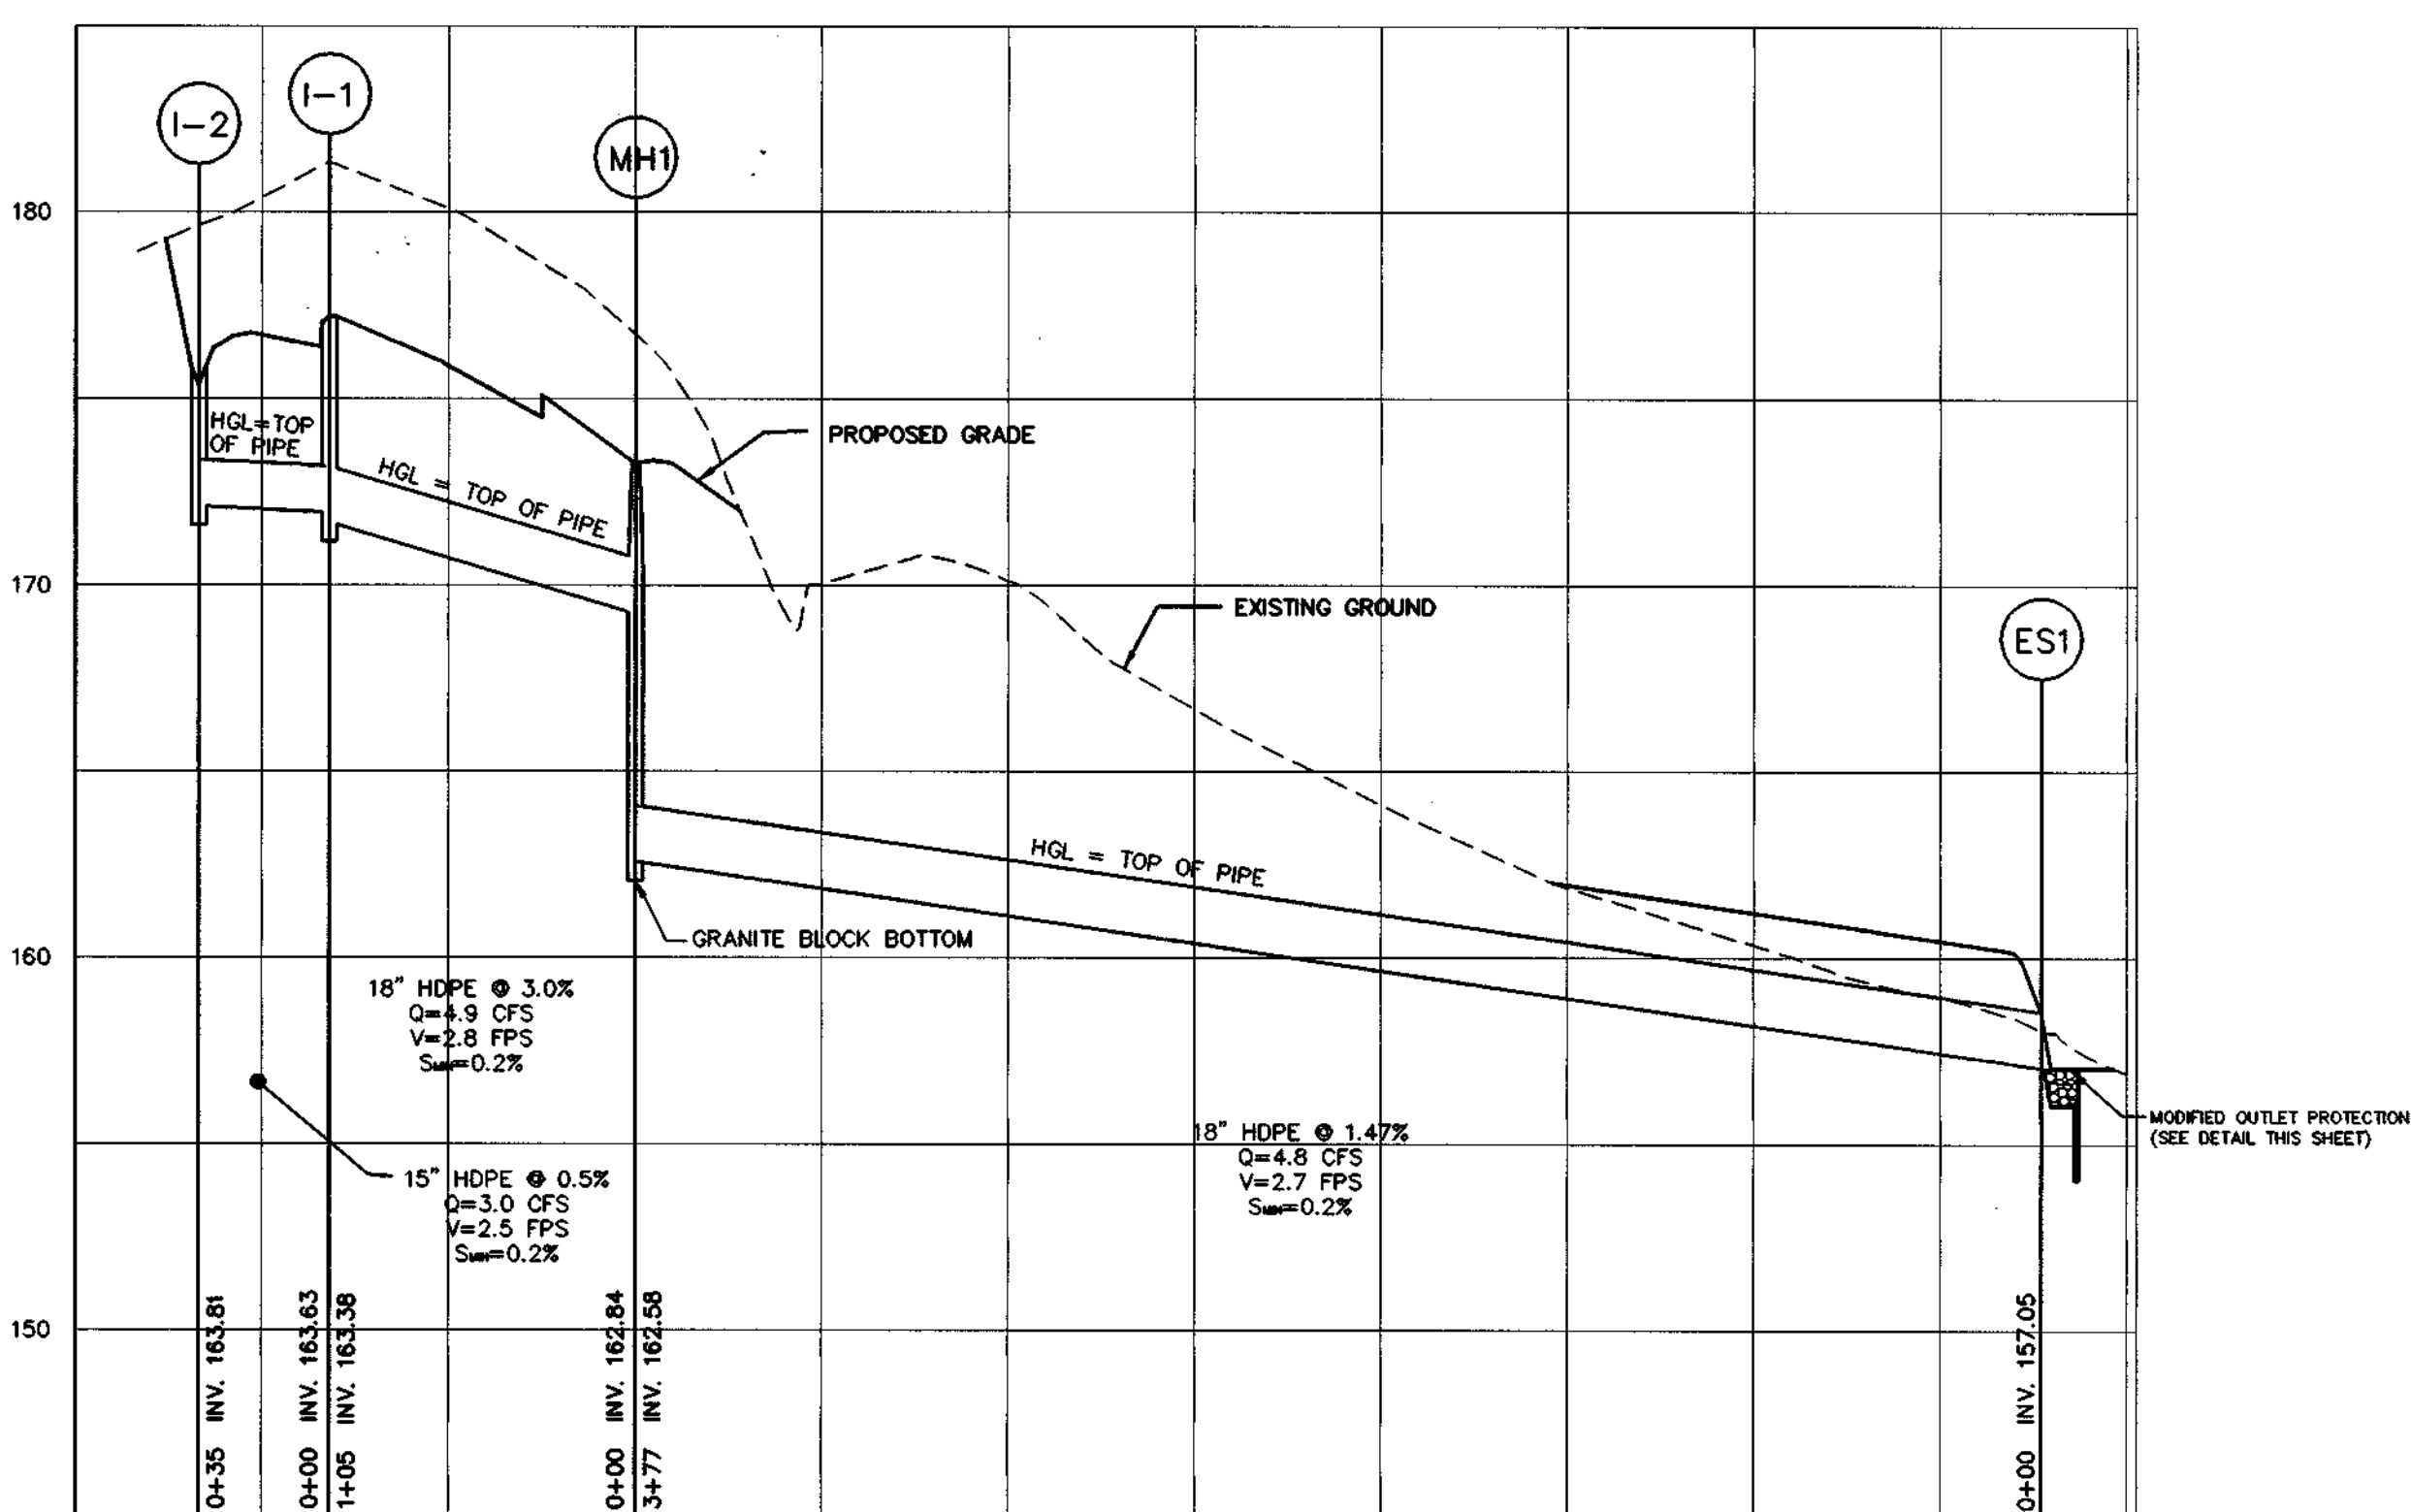 I-2
I-1
MH1
180
HGL=TOP
OF PIPE
HGL = TOP OF PIPE
PROPOSED GRADE
170
EXISTING GROUND
ES1
HGL = TOP OF PIPE
GRANITE BLOCK BOTTOM
160
18" HDPE @ 3.0%
Q=4.9 CFS
V=2.8 FPS
SMIN=0.2%
MODIFIED OUTLET PROTECTION
(SEE DETAIL THIS SHEET)
18" HDPE @ 1.47%
Q=4.8 CFS
V=2.7 FPS
SMIN=0.2%
15" HDPE @ 0.5%
Q=3.0 CFS
V=2.5 FPS
SMIN=0.2%
150
0+35 INV. 163.81
0+00 INV. 163.63
1+05 INV. 163.38
0+00 INV. 162.84
3+77 INV. 162.58
0+00 INV. 157.05